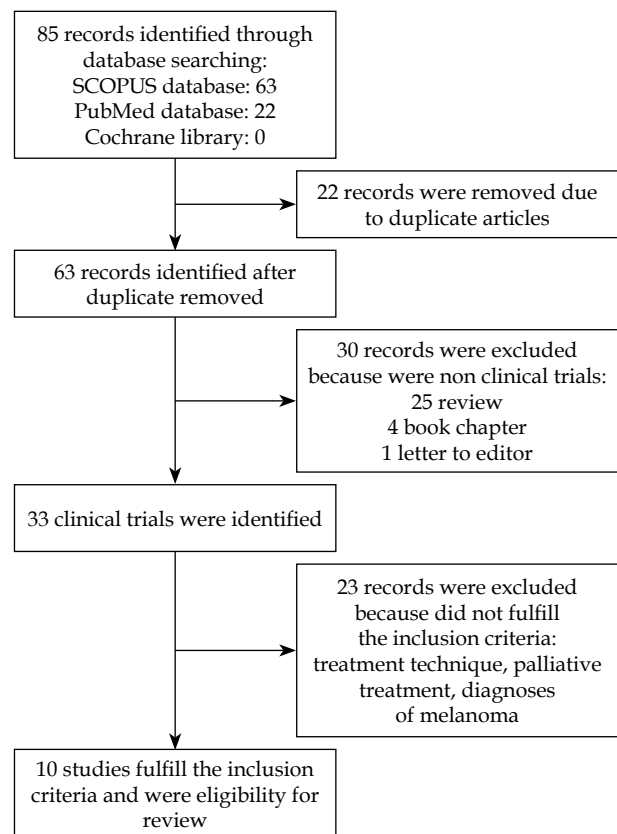 85 records identified through
database searching:
SCOPUS database: 63
PubMed database: 22
Cochrane library: 0
22 records were removed due
to duplicate articles
63 records identified after
duplicate removed
30 records were excluded
because were non clinical trials:
25 review
4 book chapter
1 letter to editor
33 clinical trials were identified
23 records were excluded
because did not fulfill
the inclusion criteria:
treatment technique, palliative
treatment, diagnoses
of melanoma
10 studies fulfill the inclusion
criteria and were eligibility for
review